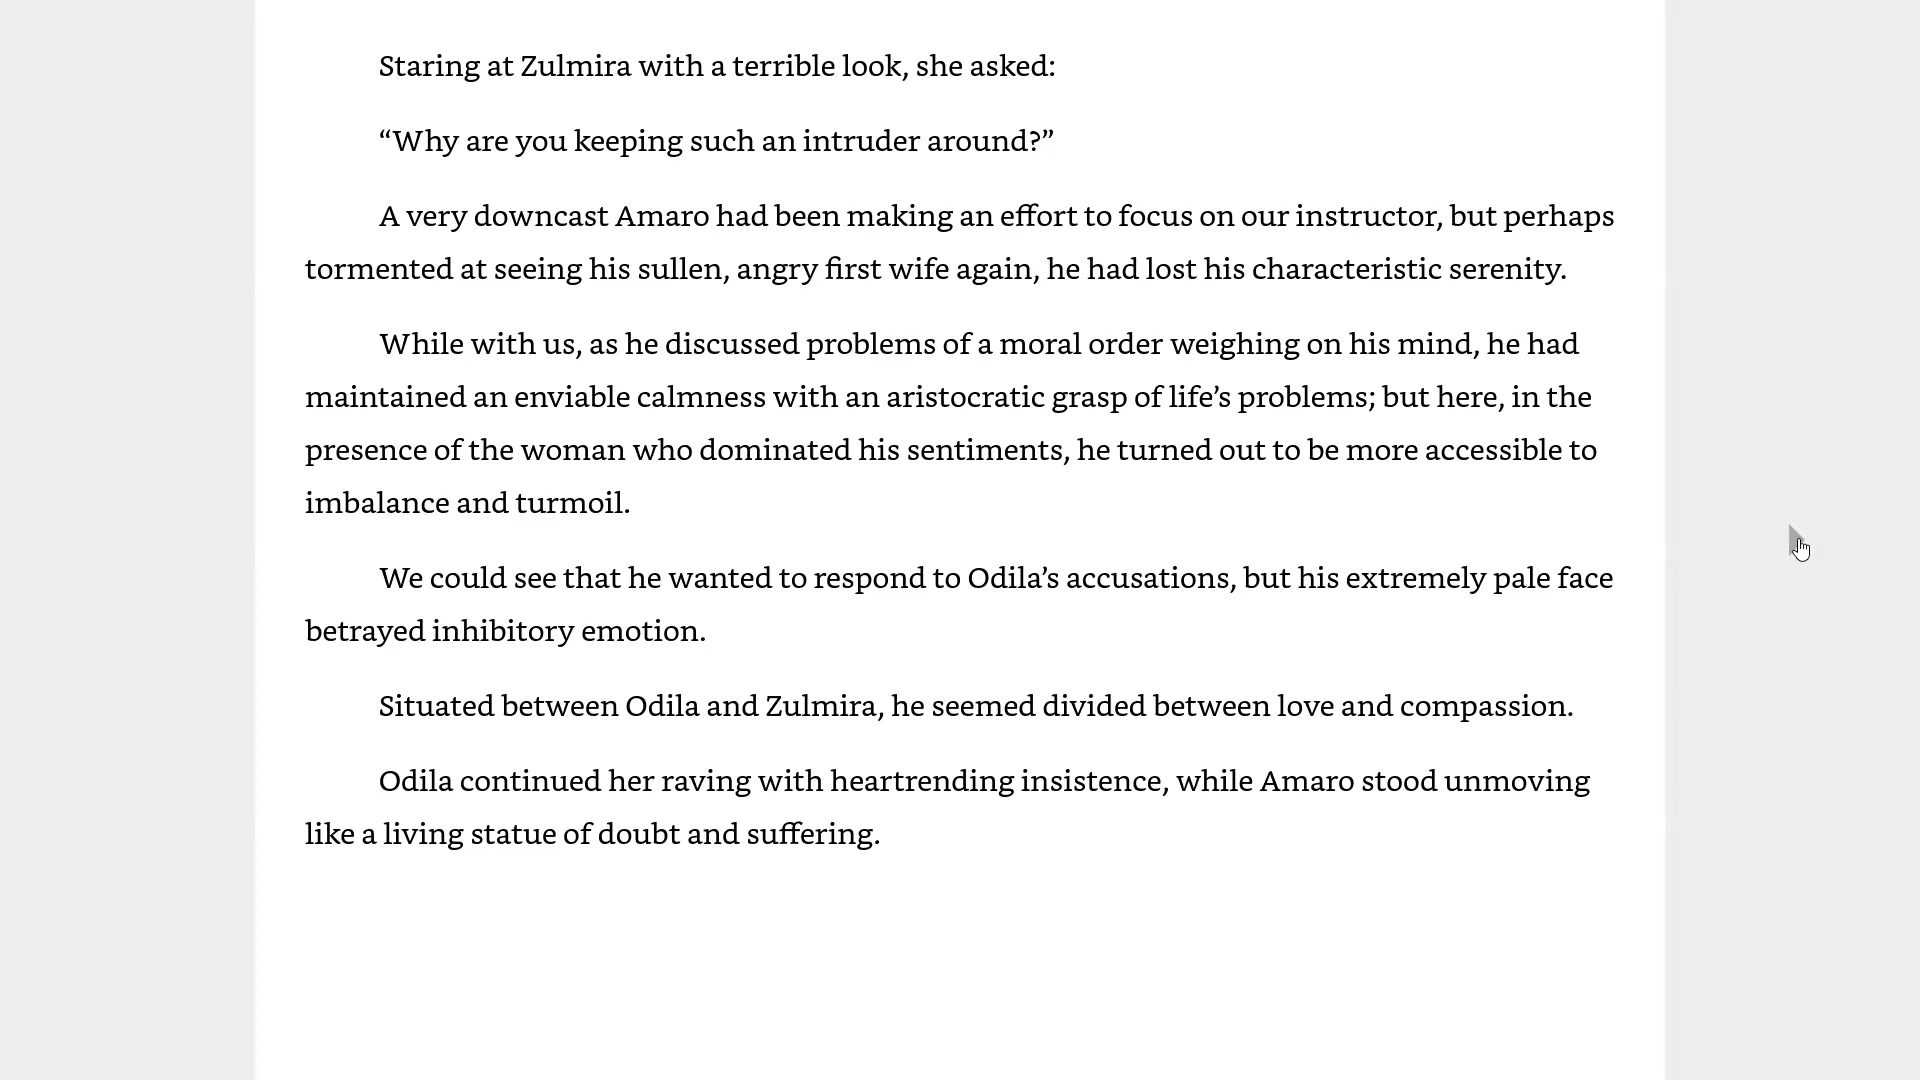 Staring at Zulmira with a terrible look, she asked:
“Why are you keeping such an intruder around?”
A very downcast Amaro had been making an effort to focus on our instructor, but perhaps
tormented at seeing his sullen, angry first wife again, he had lost his characteristic serenity.
While with us, as he discussed problems of a moral order weighing on his mind, he had
maintained an enviable calmness with an aristocratic grasp of life’s problems; but here, in the
presence of the woman who dominated his sentiments, he turned out to be more accessible to
imbalance and turmoil.
We could see that he wanted to respond to Odila’s accusations, but his extremely pale face
betrayed inhibitory emotion.
Situated between Odila and Zulmira, he seemed divided between love and compassion.
Odila continued her raving with heartrending insistence, while Amaro stood unmoving
like a living statue of doubt and suffering.